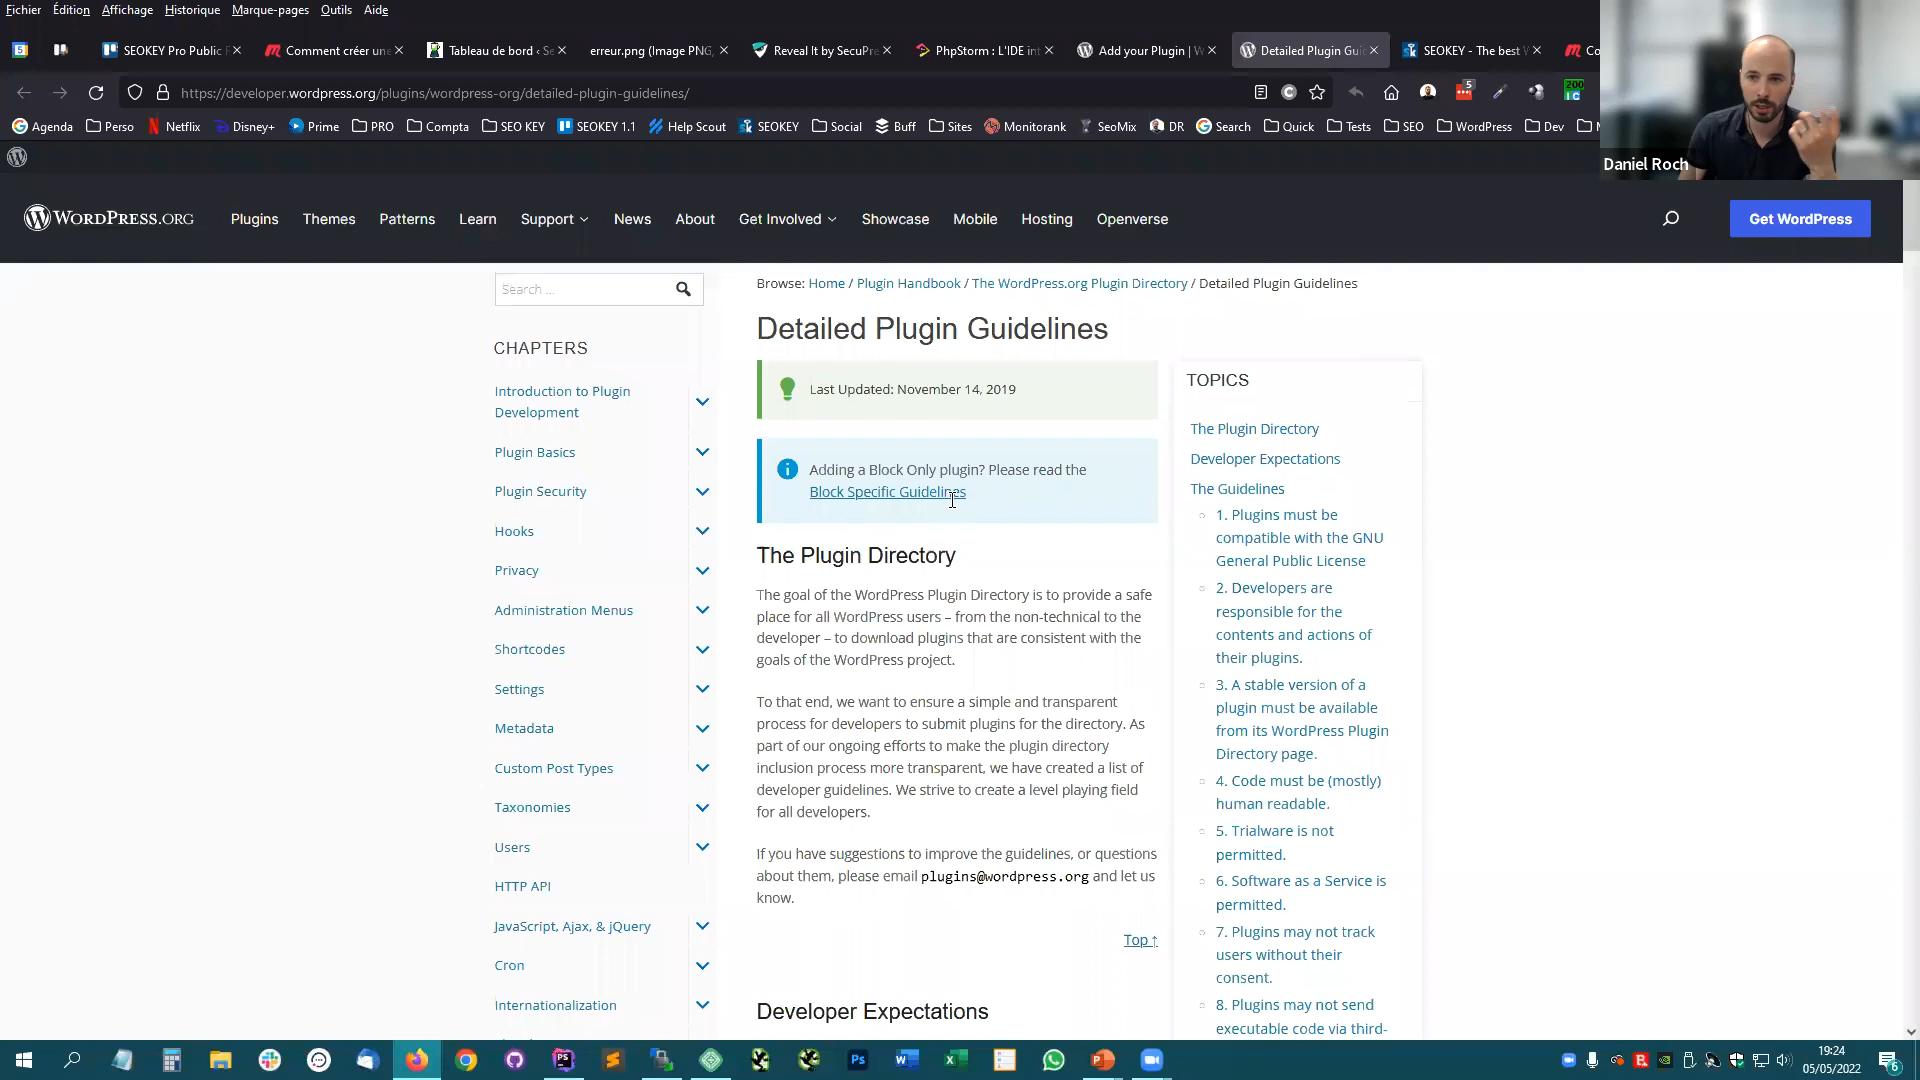 Fichier Édition Affichage Historique Marque-pages Outils Aide
SEOKEY Pro Public
Comment créer une
Tableau de bord ‹ Se
erreur.png (Image PNG,
Reveal It by SecuPre
PhpStorm : L'IDE int
Add your Plugin | W
Detailed Plugin Gui
SEOKEY - The best
Co
https://developer.wordpress.org/plugins/wordpress-org/detailed-plugin-guidelines/
5
200
Agenda Perso Netflix Disney+ Prime PRO Compta SEO KEY SEOKEY 1.1 Help Scout SEOKEY Social Buff Sites Monitorank SeoMix DR Search Quick Tests SEO WordPress Dev
Daniel Roch
WORDPRESS.ORG Plugins Themes Patterns Learn Support News About Get Involved Showcase Mobile Hosting Openverse
Get WordPress
Search ...
CHAPTERS
Introduction to Plugin
Development
Plugin Basics
Plugin Security
Hooks
Privacy
Administration Menus
Shortcodes
Settings
Metadata
Custom Post Types
Taxonomies
Users
HTTP API
JavaScript, Ajax, & jQuery
Cron
Internationalization
Browse: Home / Plugin Handbook / The WordPress.org Plugin Directory / Detailed Plugin Guidelines
Detailed Plugin Guidelines
Last Updated: November 14, 2019
Adding a Block Only plugin? Please read the
Block Specific Guidelines
The Plugin Directory
The goal of the WordPress Plugin Directory is to provide a safe
place for all WordPress users – from the non-technical to the
developer – to download plugins that are consistent with the
goals of the WordPress project.
To that end, we want to ensure a simple and transparent
process for developers to submit plugins for the directory. As
part of our ongoing efforts to make the plugin directory
inclusion process more transparent, we have created a list of
developer guidelines. We strive to create a level playing field
for all developers.
If you have suggestions to improve the guidelines, or questions
about them, please email plugins@wordpress.org and let us
know.
Top ↑
Developer Expectations
TOPICS
The Plugin Directory
Developer Expectations
The Guidelines
1. Plugins must be
compatible with the GNU
General Public License
2. Developers are
responsible for the
contents and actions of
their plugins.
3. A stable version of a
plugin must be available
from its WordPress Plugin
Directory page.
4. Code must be (mostly)
human readable.
5. Trialware is not
permitted.
6. Software as a Service is
permitted.
7. Plugins may not track
users without their
consent.
8. Plugins may not send
executable code via third-
19:24
05/05/2022
6